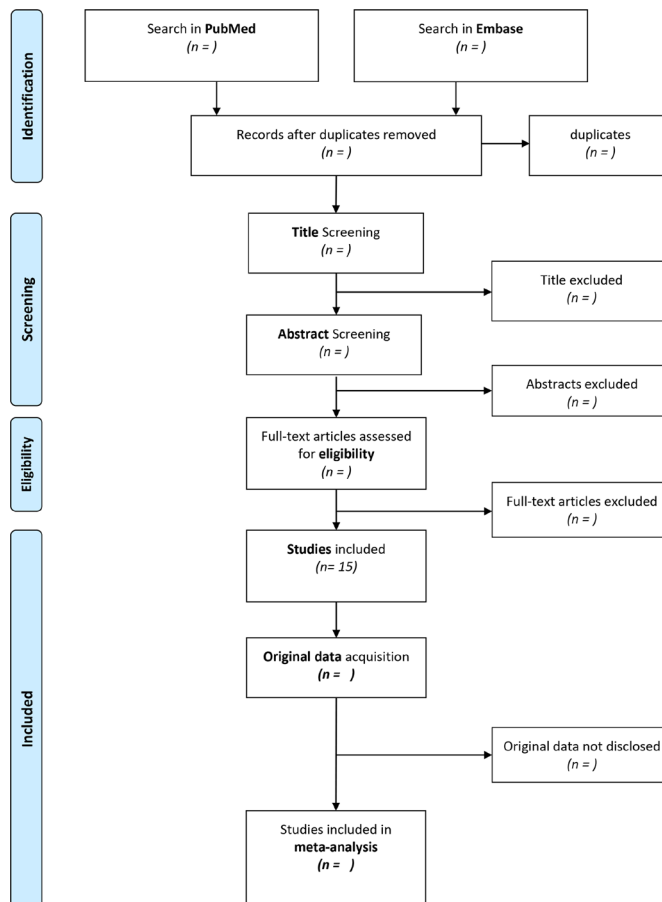 Search in PubMed
(n = )
Search in Embase
(n = )
Identification
Records after duplicates removed
(n = )
duplicates
(n = )
Title Screening
(n = )
Screening
Title excluded
(n = )
Abstract Screening
(n = )
Abstracts excluded
(n = )
Eligibility
Full-text articles assessed
for eligibility
(n = )
Full-text articles excluded
(n = )
Studies included
(n= 15)
Included
Original data acquisition
(n = )
Original data not disclosed
(n = )
Studies included in
meta-analysis
(n = )